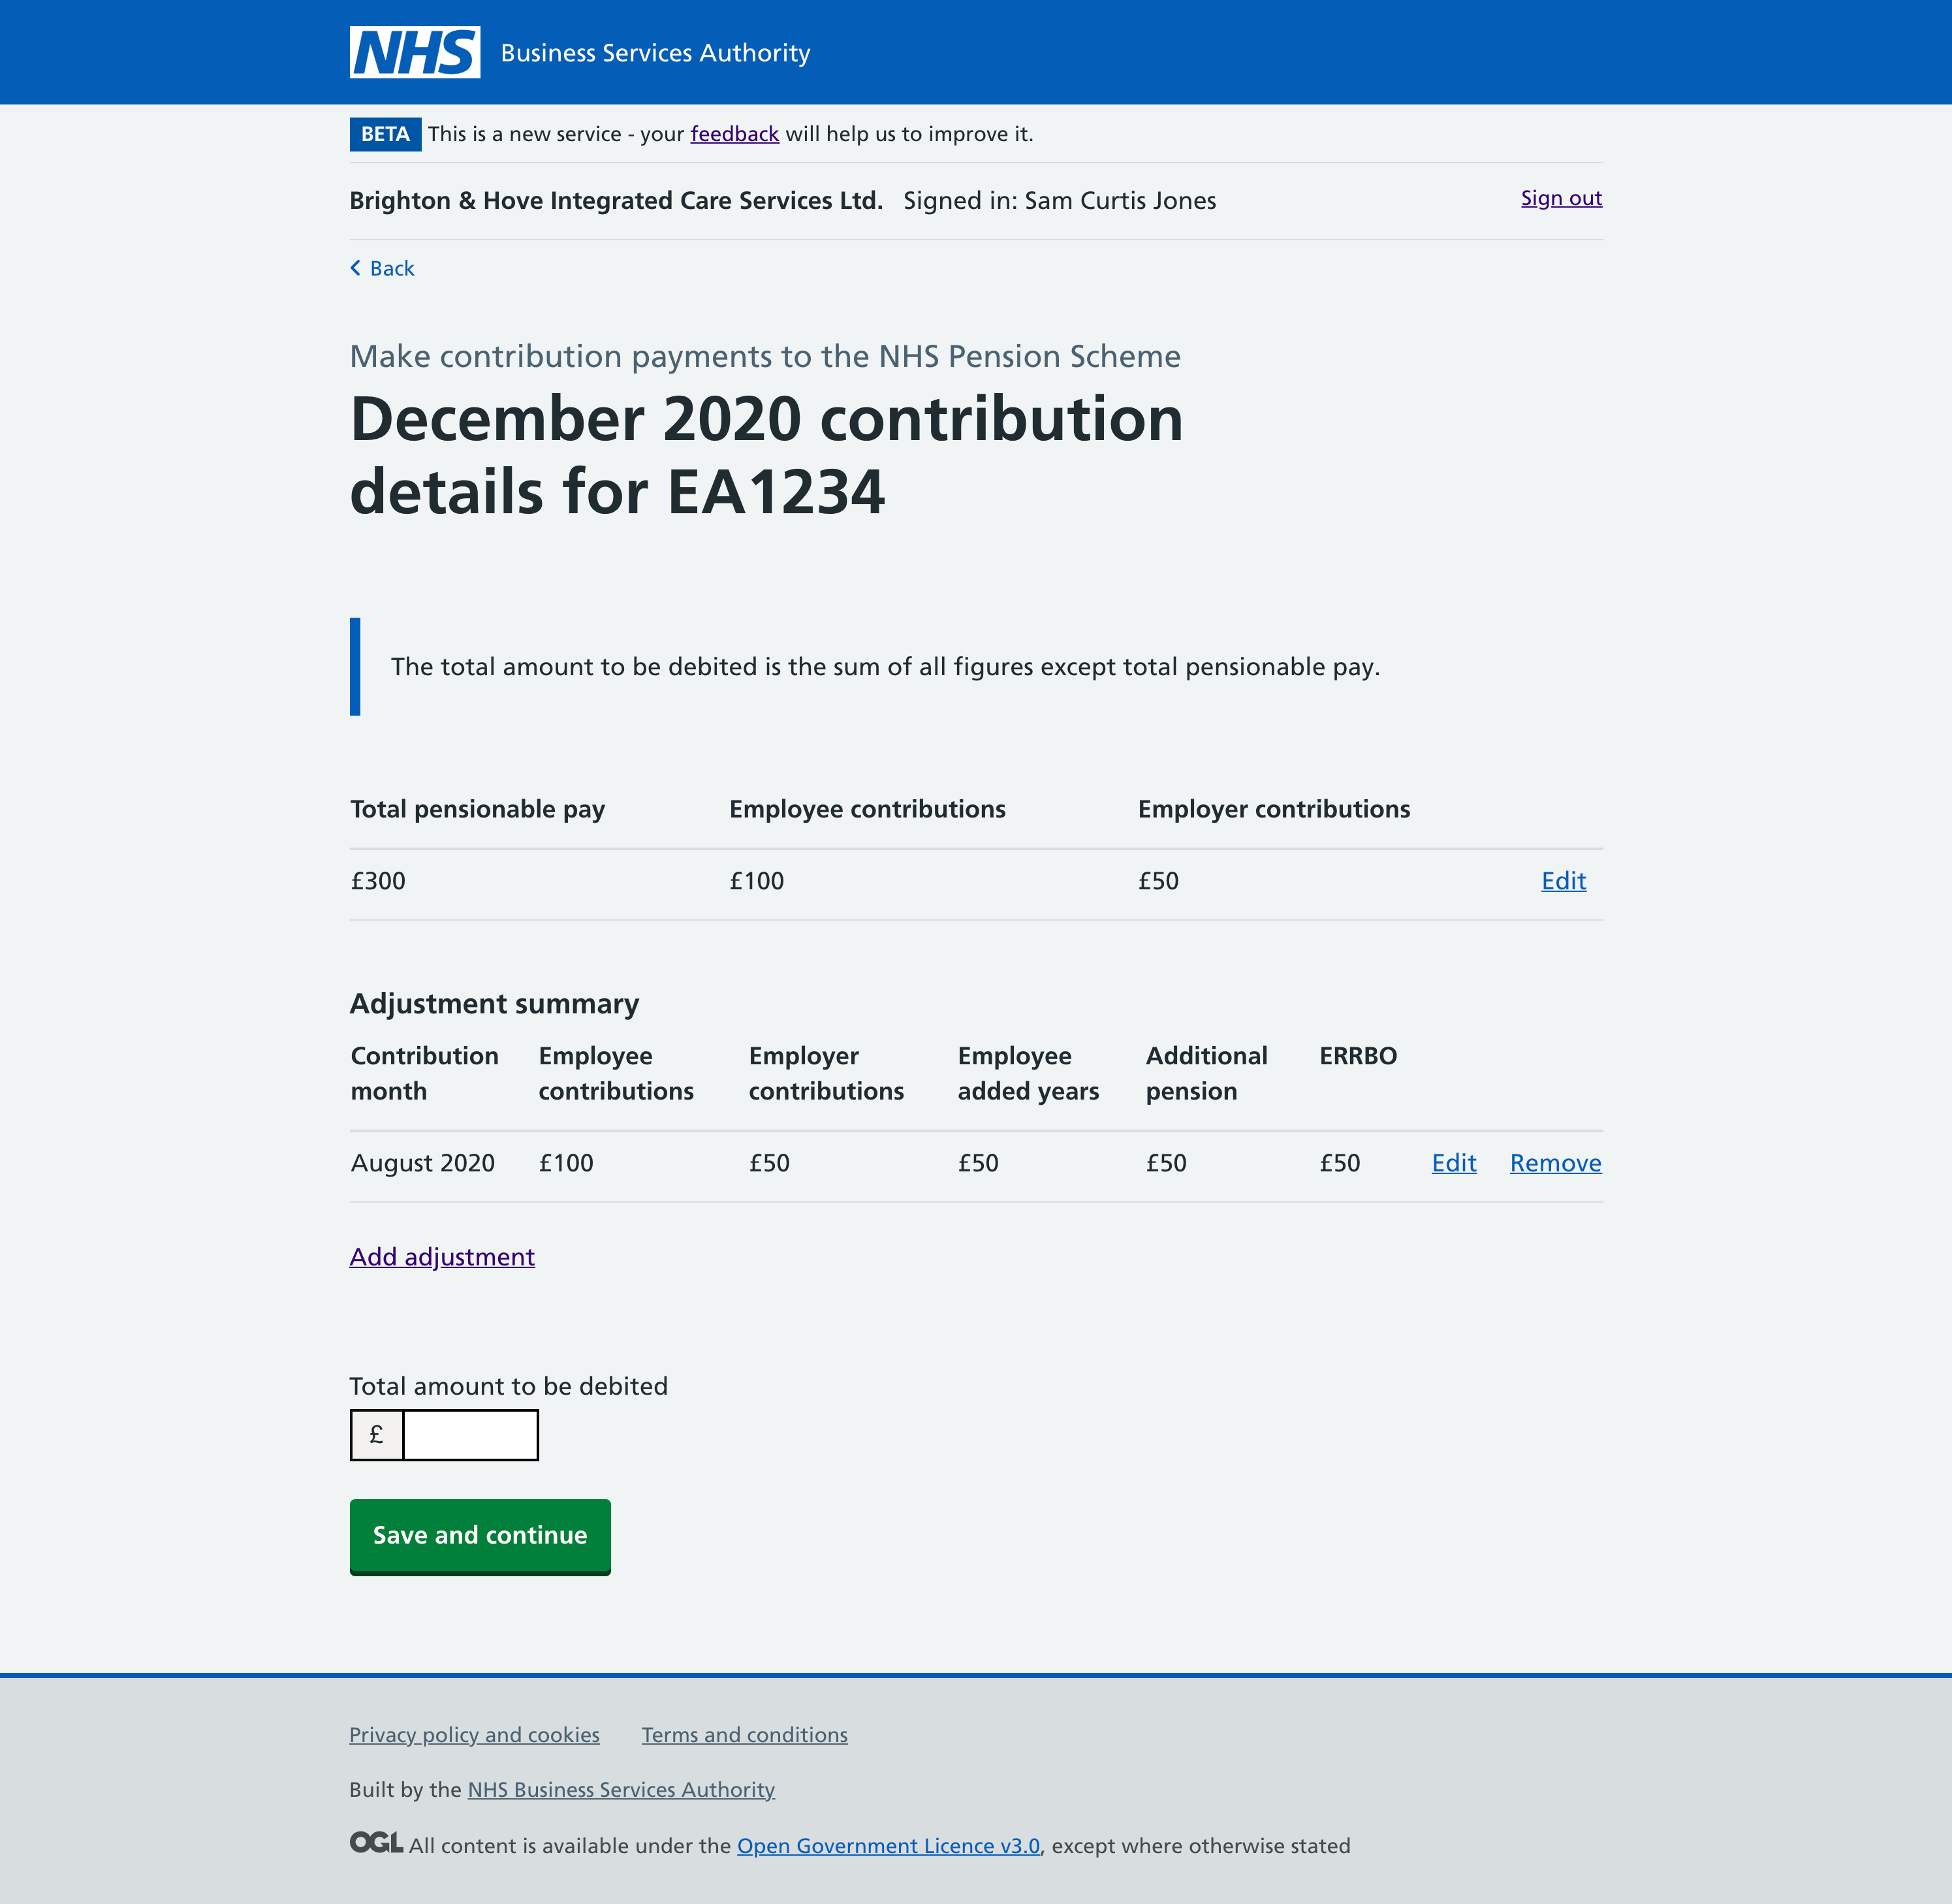 NHS Business Services Authority
BETA This is a new service - your feedback will help us to improve it.
Brighton & Hove Integrated Care Services Ltd. Signed in: Sam Curtis Jones Sign out
Back
Make contribution payments to the NHS Pension Scheme
December 2020 contribution
details for EA1234
The total amount to be debited is the sum of all figures except total pensionable pay.
Total pensionable pay Employee contributions Employer contributions
£300 £100 £50 Edit
Adjustment summary
Contribution month Employee contributions Employer contributions Employee added years Additional pension ERRBO
August 2020 £100 £50 £50 £50 £50 Edit Remove
Add adjustment
Total amount to be debited
£
Save and continue
Privacy policy and cookies Terms and conditions
Built by the NHS Business Services Authority
OGL All content is available under the Open Government Licence v3.0, except where otherwise stated